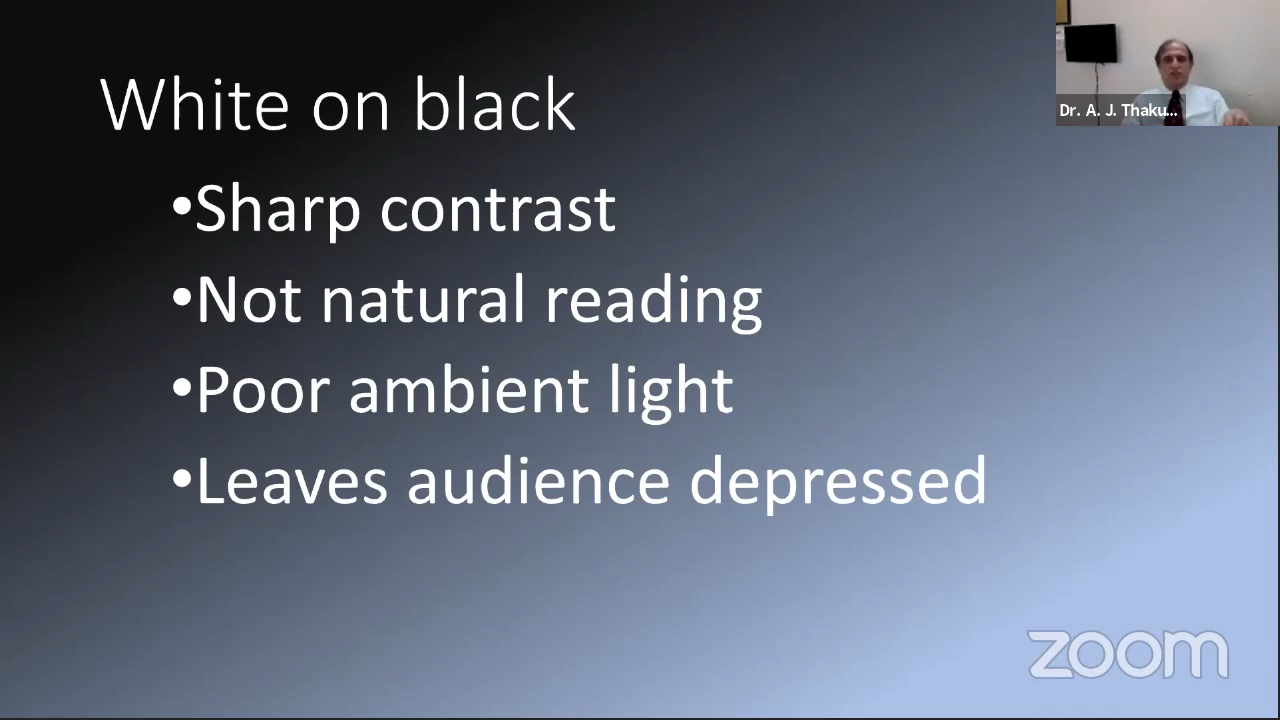 White on black
•Sharp contrast
•Not natural reading
•Poor ambient light
•Leaves audience depressed
Dr. A. J. Thaku...
zoom